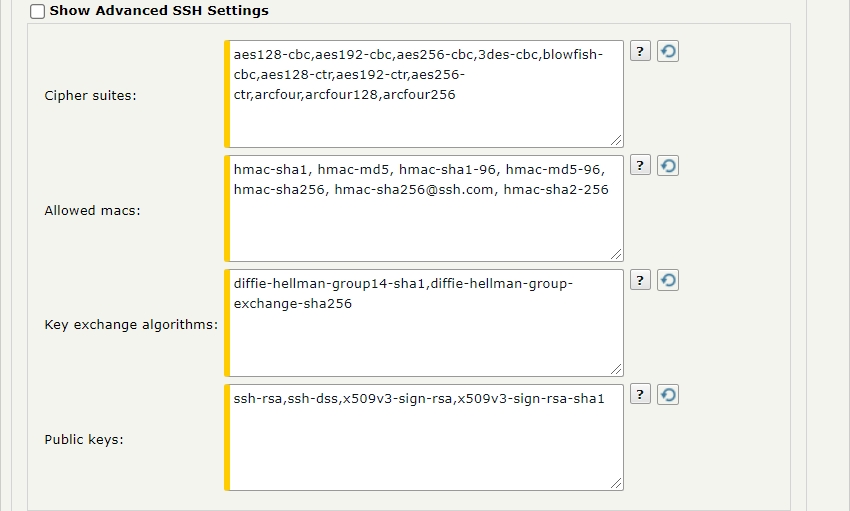 Show Advanced SSH Settings
Cipher suites:
aes128-cbc,aes192-cbc,aes256-cbc,3des-cbc,blowfish-
cbc,aes128-ctr,aes192-ctr,aes256-
ctr,arcfour,arcfour128,arcfour256
?
Allowed macs:
hmac-sha1, hmac-md5, hmac-sha1-96, hmac-md5-96,
hmac-sha256, hmac-sha256@ssh.com, hmac-sha2-256
?
Key exchange algorithms:
diffie-hellman-group14-sha1,diffie-hellman-group-
exchange-sha256
?
Public keys:
ssh-rsa,ssh-dss,x509v3-sign-rsa,x509v3-sign-rsa-sha1
?